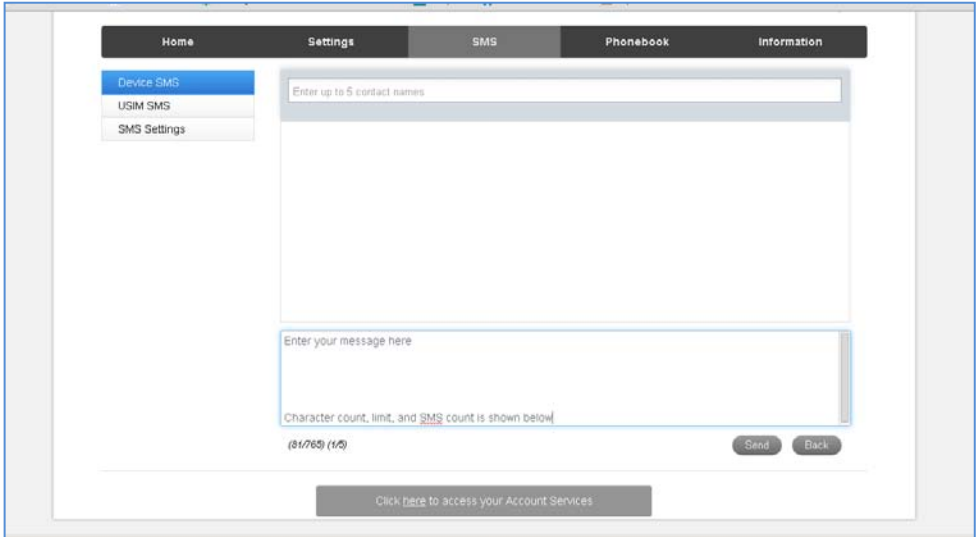 Home Settings SMS Phonebook Information
Device SMS
USIM SMS
SMS Settings
Enter up to 5 contact names
Enter your message here
Character count, limit, and SMS count is shown below
(81/765) (1/5)
Send Back
Click here to access your Account Services